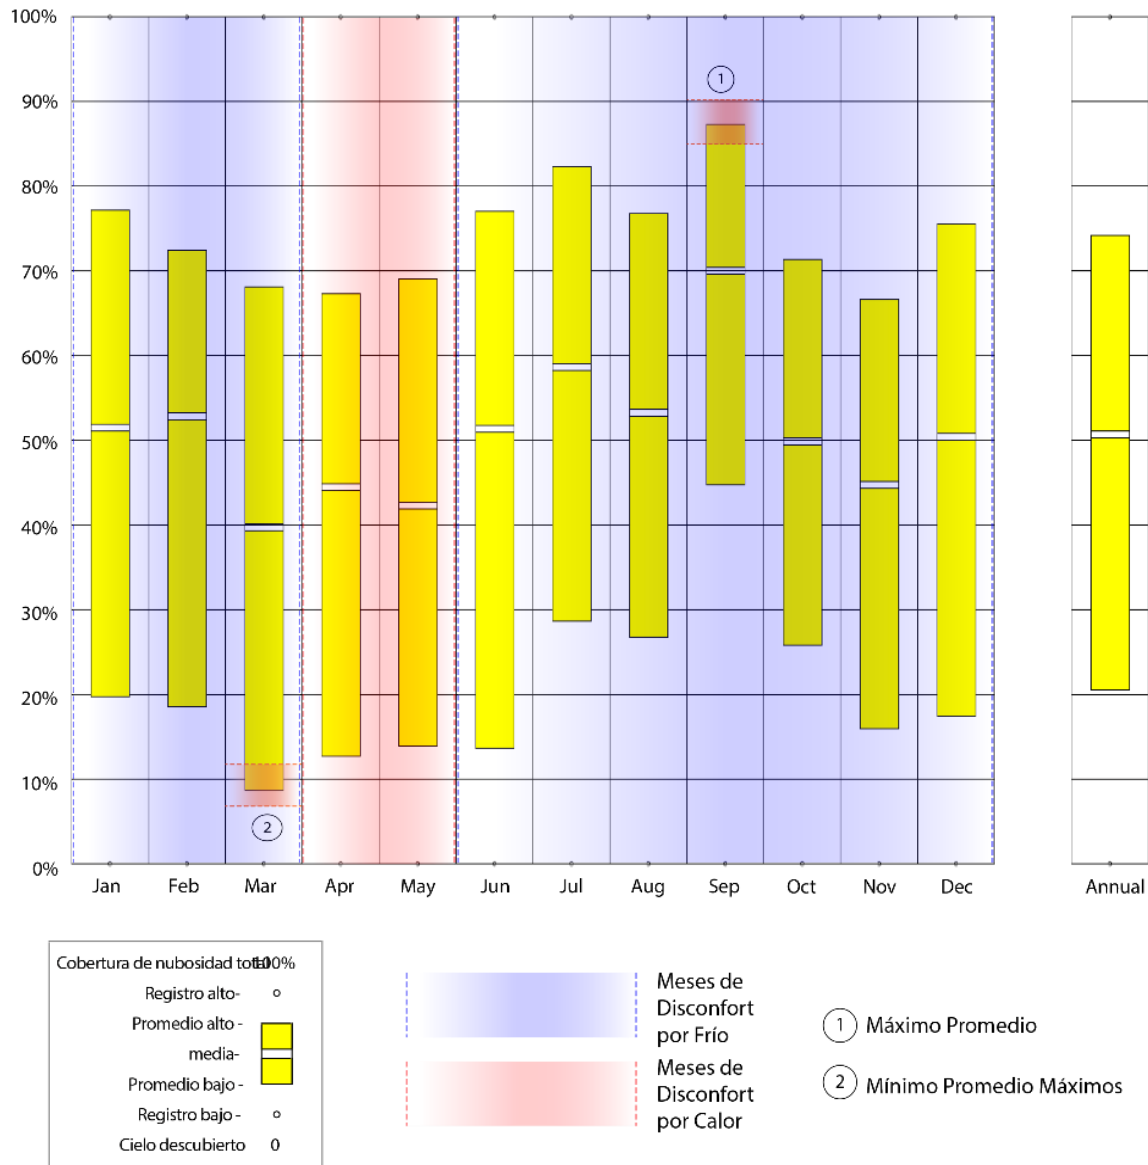 100%
90%
80%
70%
60%
50%
40%
30%
20%
10%
0%
1
2
Jan Feb Mar Apr May Jun Jul Aug Sep Oct Nov Dec Annual
Cobertura de nubosidad total 100%
Registro alto-
Promedio alto -
media-
Promedio bajo -
Registro bajo -
Cielo descubierto 0
Meses de
Disconfort
por Frío
Meses de
Disconfort
por Calor
1 Máximo Promedio
2 Mínimo Promedio Máximos